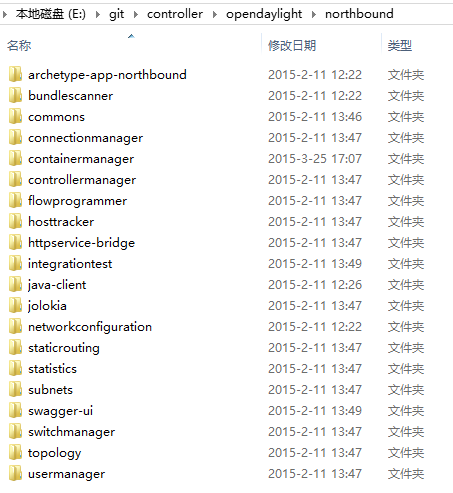 本地磁盘 (E:) git controller opendaylight northbound
名称 修改日期 类型
archetype-app-northbound 2015-2-11 12:22 文件夹
bundlescanner 2015-2-11 12:22 文件夹
commons 2015-2-11 13:46 文件夹
connectionmanager 2015-2-11 13:47 文件夹
containermanager 2015-3-25 17:07 文件夹
controllermanager 2015-2-11 13:47 文件夹
flowprogrammer 2015-2-11 13:47 文件夹
hosttracker 2015-2-11 13:47 文件夹
httpservice-bridge 2015-2-11 13:47 文件夹
integrationtest 2015-2-11 13:49 文件夹
java-client 2015-2-11 12:26 文件夹
jolokia 2015-2-11 13:47 文件夹
networkconfiguration 2015-2-11 12:22 文件夹
staticrouting 2015-2-11 13:47 文件夹
statistics 2015-2-11 13:47 文件夹
subnets 2015-2-11 13:47 文件夹
swagger-ui 2015-2-11 13:49 文件夹
switchmanager 2015-2-11 13:47 文件夹
topology 2015-2-11 13:47 文件夹
usermanager 2015-2-11 13:47 文件夹